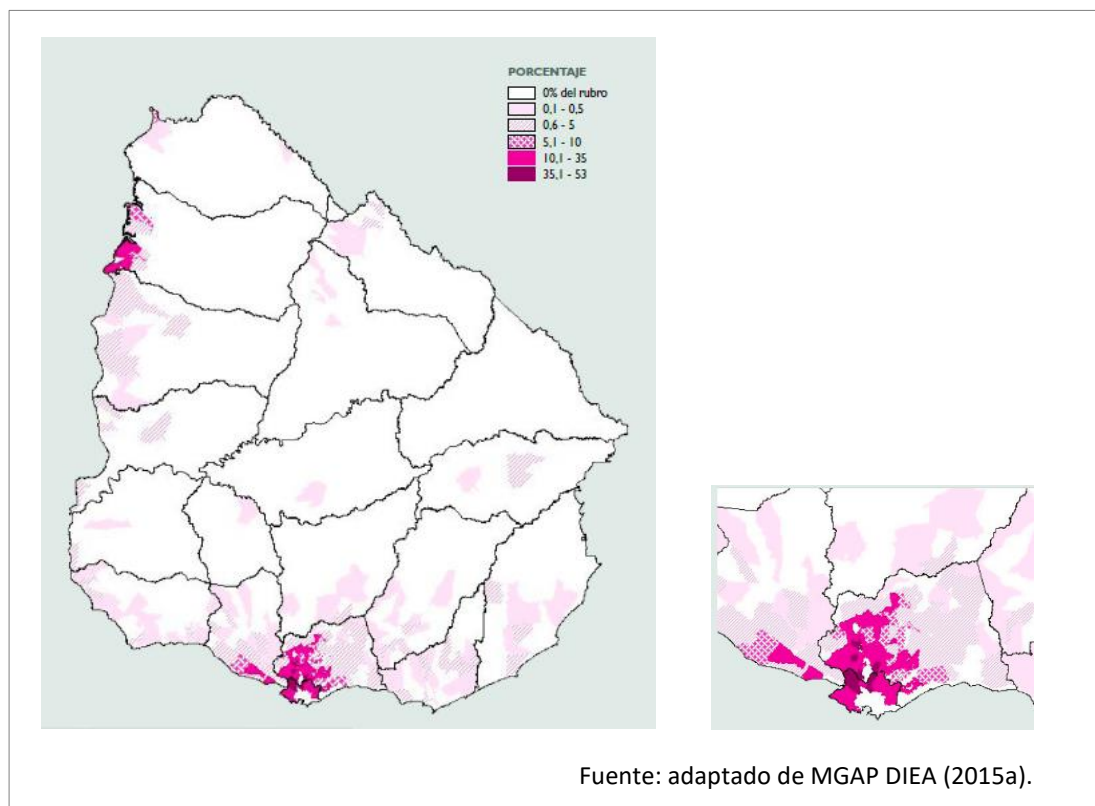 PORCENTAJE
0% del rubro
0,1 - 0,5
0,6 - 5
5,1 - 10
10,1 - 35
35,1 - 53
Fuente: adaptado de MGAP DIEA (2015a).